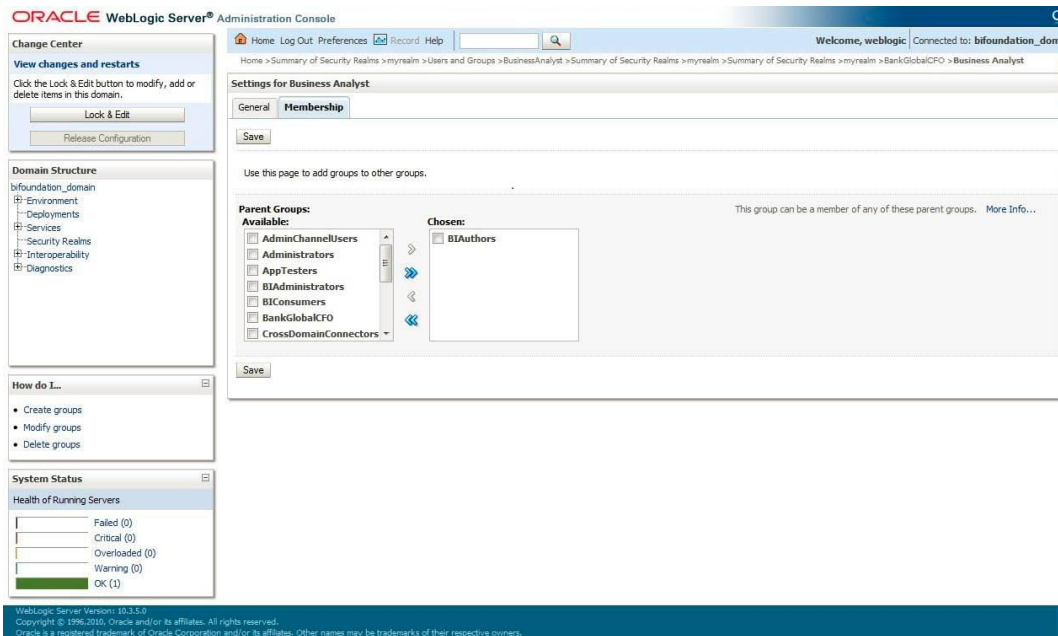 ORACLE WebLogic Server® Administration Console
Change Center
View changes and restarts
Click the Lock & Edit button to modify, add or
delete items in this domain.
Lock & Edit
Release Configuration
Domain Structure
bifoundation_domain
Environment
Deployments
Services
Security Realms
Interoperability
Diagnostics
How do I...
Create groups
Modify groups
Delete groups
System Status
Health of Running Servers
Failed (0)
Critical (0)
Overloaded (0)
Warning (0)
OK (1)
Home Log Out Preferences Record Help
Welcome, weblogic Connected to: bifoundation_dom
Home >Summary of Security Realms >myrealm >Users and Groups >BusinessAnalyst >Summary of Security Realms >myrealm >Summary of Security Realms >myrealm >BankGlobalCFO >Business Analyst
Settings for Business Analyst
General Membership
Save
Use this page to add groups to other groups.
Parent Groups:
This group can be a member of any of these parent groups. More Info...
Available:
AdminChannelUsers
Administrators
AppTesters
BIAdministrators
BIConsumers
BankGlobalCFO
CrossDomainConnectors
Chosen:
BIAuthors
Save
WebLogic Server Version: 10.3.5.0
Copyright © 1996,2010, Oracle and/or its affiliates. All rights reserved.
Oracle is a registered trademark of Oracle Corporation and/or its affiliates. Other names may be trademarks of their respective owners.